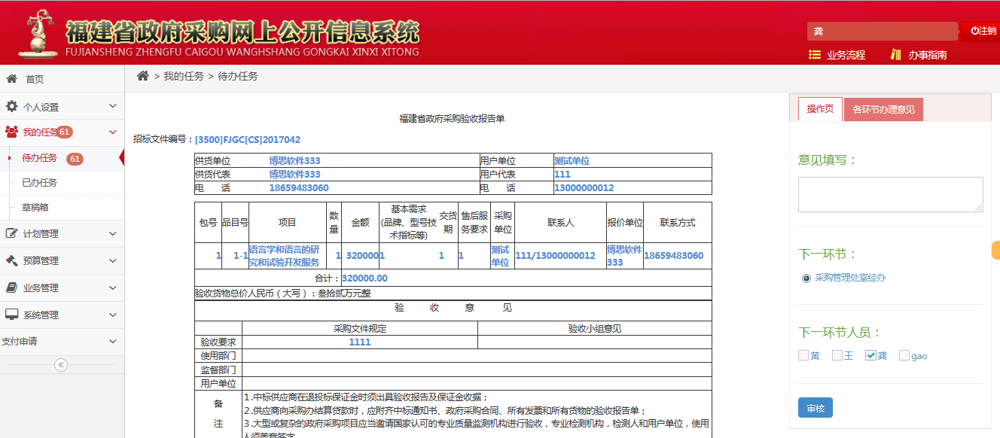 福建省政府采购网上公开信息系统
FUJIANSHENG ZHENGFU CAIGOU WANGHSHANG GONGKAI XINXI XITONG
龚
注销
业务流程 办事指南
首页
个人设置
我的任务 61
待办任务 61
已办任务
草稿箱
计划管理
预算管理
业务管理
系统管理
支付申请
> 我的任务 > 待办任务
福建省政府采购验收报告单
招标文件编号：[3500]FJGC[CS]2017042
供货单位 博思软件333 用户单位 测试单位
供货代表 博思软件333 用户代表 111
电 话 18659483060 电 话 13000000012
包号 品目号 项目 数量 金额 基本需求(品牌、型号技术指标等) 交货期 售后服务要求 采购单位 联系人 报价单位 联系方式
1 1-1 语言学和语言的研究和试验开发服务 1 320000 1 1 1 测试单位 111/13000000012 博思软件333 18659483060
合计：320000.00
验收货物总价人民币（大写）：叁拾贰万元整
验 收 意 见
采购文件规定 验收小组意见
验收要求 1111
使用部门
监督部门
用户单位
备
注
1.中标供应商在退投标保证金时须出具验收报告及保证金收据；
2.供应商向采购办结算贷款时，应附齐中标通知书、政府采购合同、所有发票和所有货物的验收报告单；
3.大型或复杂的政府采购项目应当邀请国家认可的专业质量监测机构进行验收，专业检测机构，检测人和用户单位，使用
人须盖章签字
操作页 各环节办理意见
意见填写：
下一环节：
采购管理处室经办
下一环节人员：
黄 王 龚 gao
审核